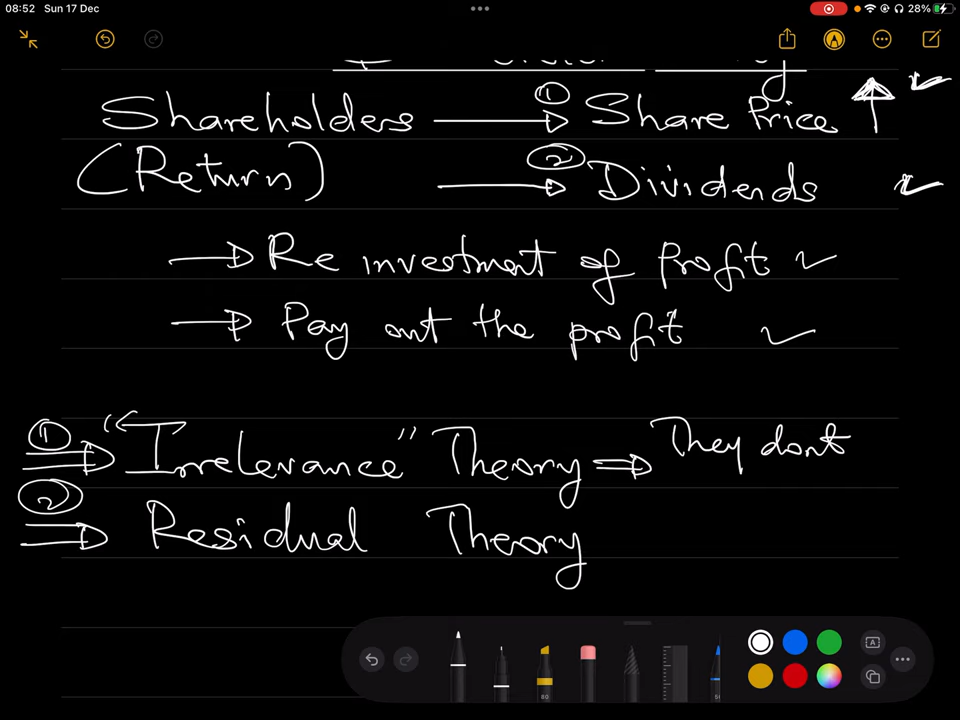 08:52 Sun 17 Dec
28%
Shareholders → ① Share Price ↑ ✓
(Return) → ② Dividends ✓
→ Re investment of profit ✓
→ Pay out the profit ✓
① ⇒ "Irrelevance" Theory ⇒ They dont
② ⇒ Residual Theory
80